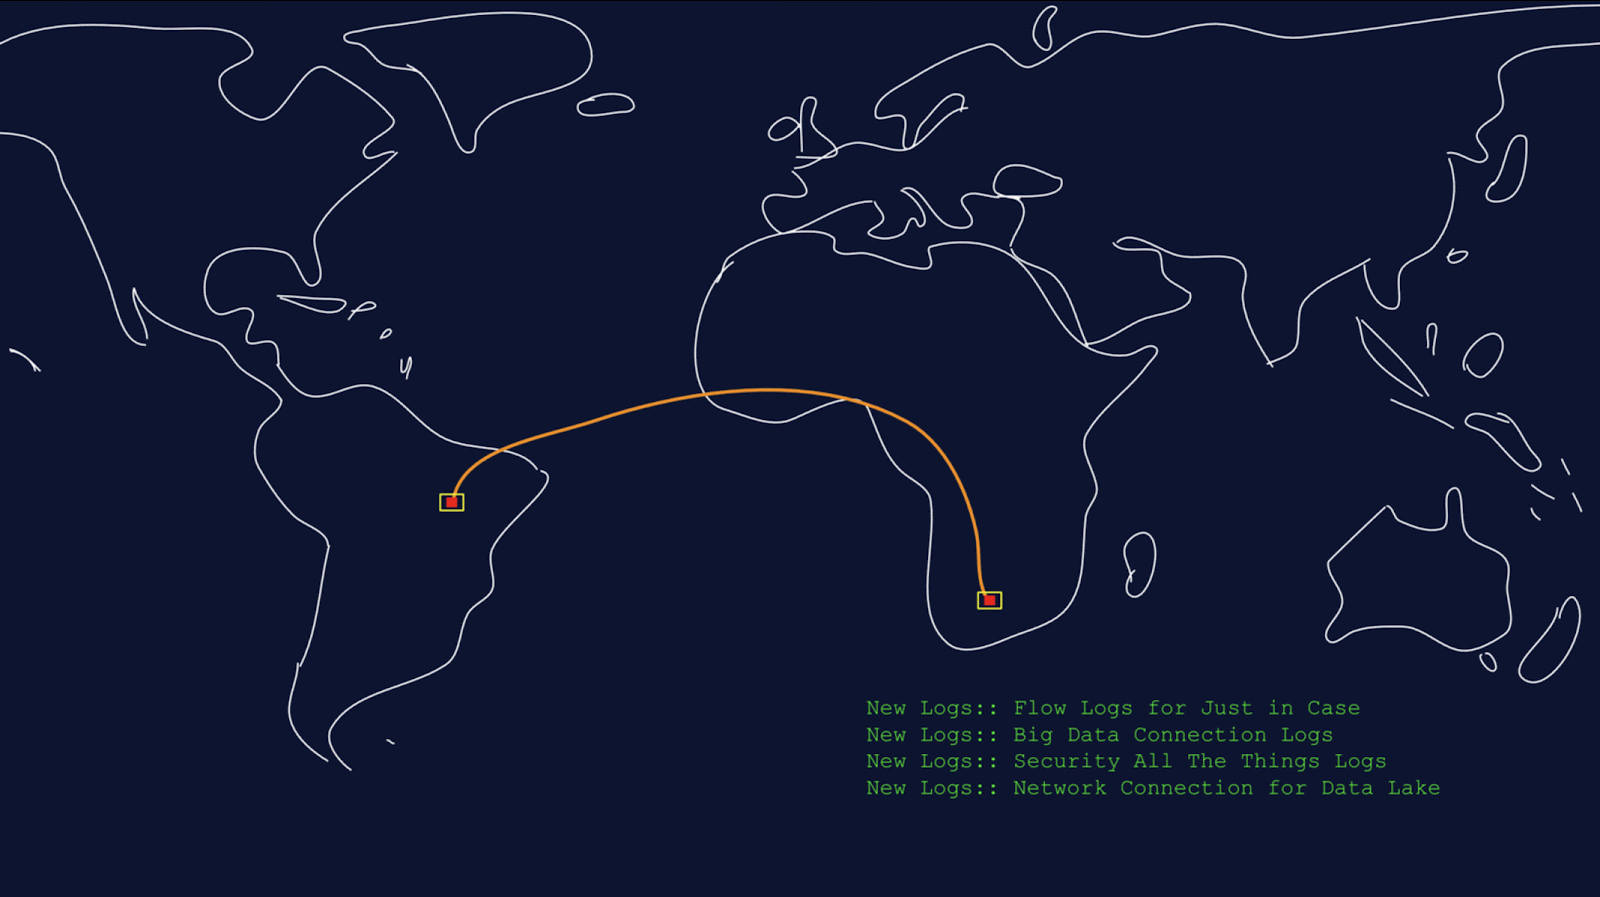 New Logs:: Flow Logs for Just in Case
New Logs:: Big Data Connection Logs
New Logs:: Security All The Things Logs
New Logs:: Network Connection for Data Lake